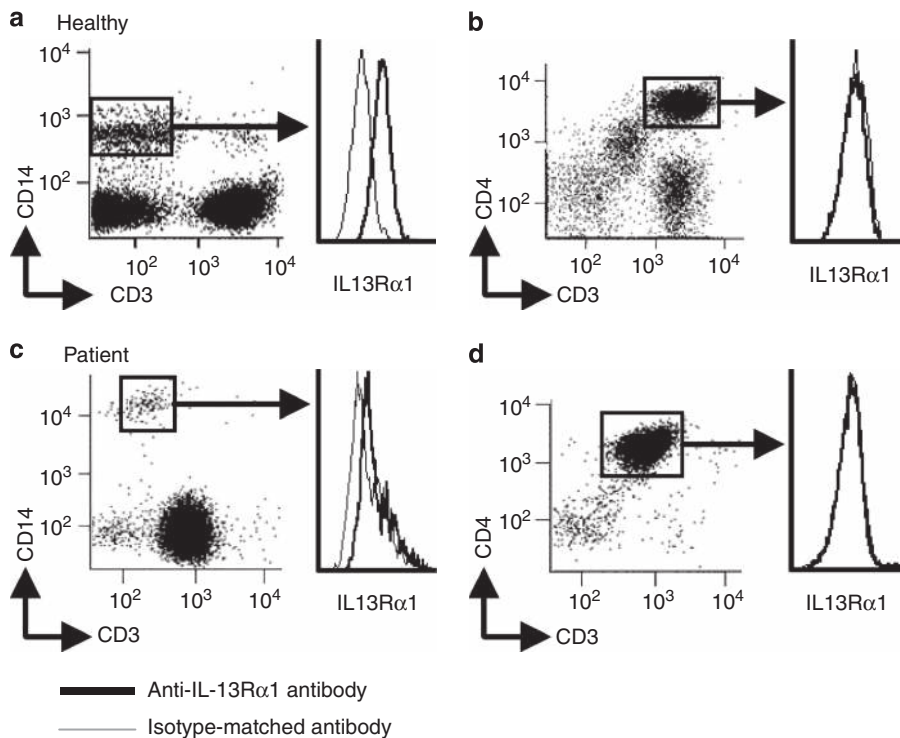 a Healthy
10⁴
10³
10²
CD14
10² 10³ 10⁴
CD3
IL13Rα1
b
10⁴
10³
10²
CD4
10² 10³ 10⁴
CD3
IL13Rα1
c Patient
10⁴
10³
10²
CD14
10² 10³ 10⁴
CD3
IL13Rα1
d
10⁴
10³
10²
CD4
10² 10³ 10⁴
CD3
IL13Rα1
Anti-IL-13Rα1 antibody
Isotype-matched antibody